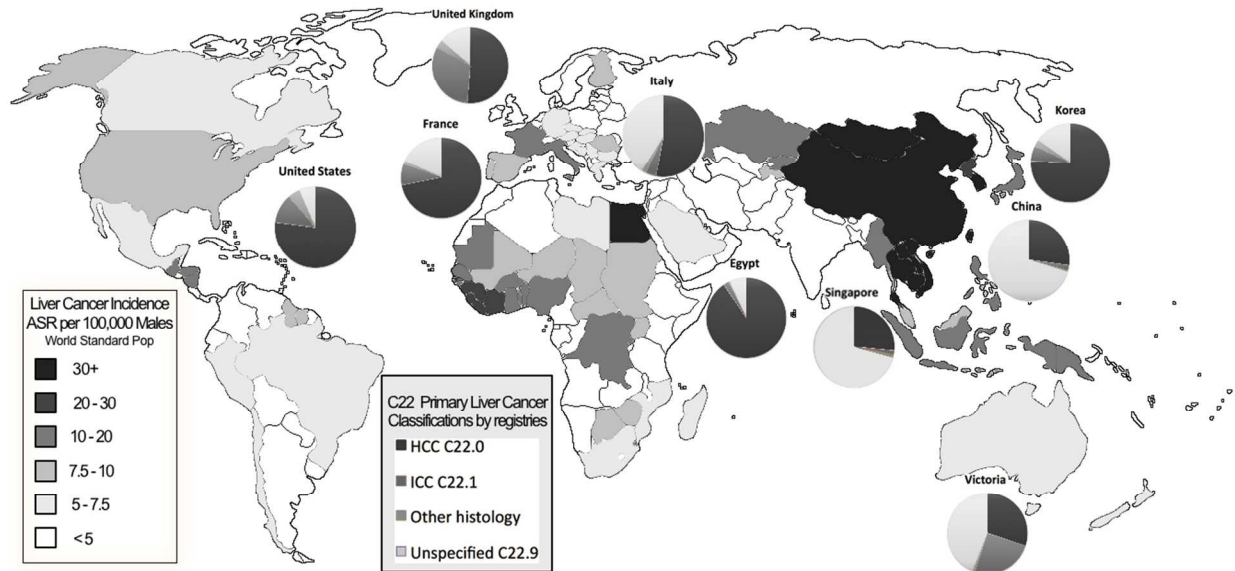 United Kingdom
Italy
France
Korea
United States
China
Egypt
Singapore
Victoria
Liver Cancer Incidence
ASR per 100,000 Males
World Standard Pop
30+
20-30
10-20
7.5-10
5-7.5
<5
C22 Primary Liver Cancer
Classifications by registries
HCC C22.0
ICC C22.1
Other histology
Unspecified C22.9